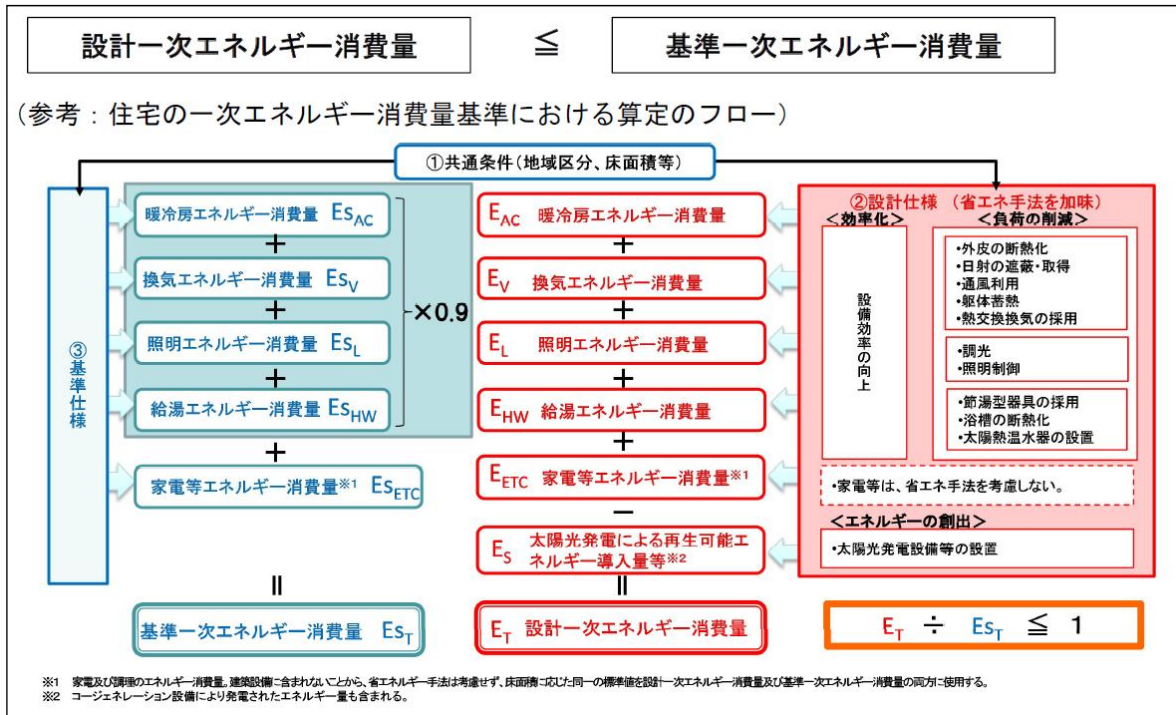 設計一次エネルギー消費量 ≦ 基準一次エネルギー消費量
（参考：住宅の一次エネルギー消費量基準における算定のフロー）
①共通条件（地域区分、床面積等）
③基準仕様
暖冷房エネルギー消費量 EsAC
＋
換気エネルギー消費量 EsV
＋
照明エネルギー消費量 EsL
＋
給湯エネルギー消費量 EsHW
×0.9
＋
家電等エネルギー消費量※1 EsETC
＝
基準一次エネルギー消費量 EsT
EAC 暖冷房エネルギー消費量
＋
EV 換気エネルギー消費量
＋
EL 照明エネルギー消費量
＋
EHW 給湯エネルギー消費量
＋
EETC 家電等エネルギー消費量※1
－
ES 太陽光発電による再生可能エ
ネルギー導入量等※2
＝
ET 設計一次エネルギー消費量
②設計仕様 （省エネ手法を加味）
＜効率化＞
設備効率の向上
＜負荷の削減＞
・外皮の断熱化
・日射の遮蔽・取得
・通風利用
・躯体蓄熱
・熱交換換気の採用
・調光
・照明制御
・節湯型器具の採用
・浴槽の断熱化
・太陽熱温水器の設置
・家電等は、省エネ手法を考慮しない。
＜エネルギーの創出＞
・太陽光発電設備等の設置
ET ÷ EsT ≦ 1
※1 家電及び調理のエネルギー消費量。建築設備に含まれないことから、省エネルギー手法は考慮せず、床面積に応じた同一の標準値を設計一次エネルギー消費量及び基準一次エネルギー消費量の両方に使用する。
※2 コージェネレーション設備により発電されたエネルギー量も含まれる。